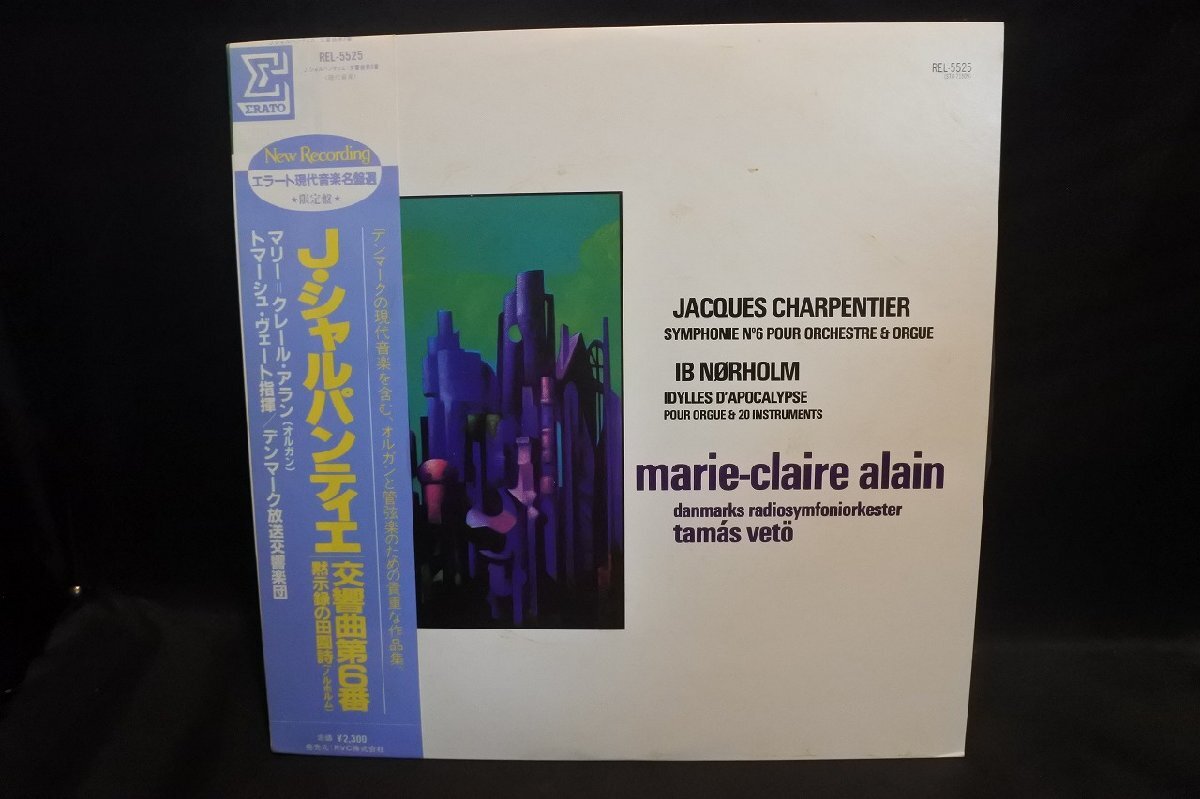 ERATO
REL-5525
New Recording
エラート現代音楽名盤選
★限定盤★
デンマークの現代音楽を含む、オルガンと管弦楽のための貴重な作品集。
J・シャルパンティエ
交響曲第6番
黙示録の田園詩(ノルホルム)
マリー=クレール・アラン(オルガン)
トマーシュ・ヴェート指揮/デンマーク放送交響楽団
定価 ¥2,300
発売元:RVC株式会社
REL-5525
JACQUES CHARPENTIER
SYMPHONIE Nº6 POUR ORCHESTRE & ORGUE
IB NØRHOLM
IDYLLES D'APOCALYPSE
POUR ORGUE & 20 INSTRUMENTS
marie-claire alain
danmarks radiosymfoniorkester
tamás vetö